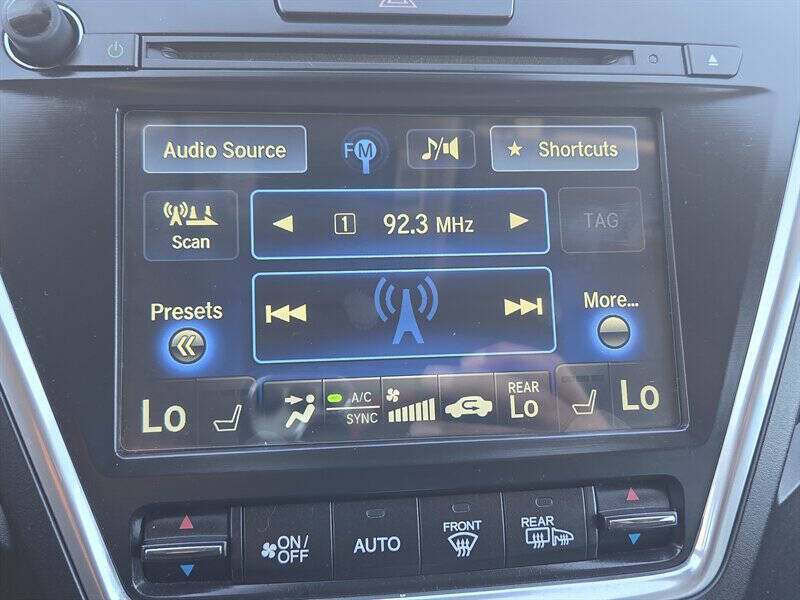 Audio Source
FM
★ Shortcuts
Scan
◀ 1 92.3 MHz ▶
TAG
Presets
More...
Lo
A/C
SYNC
REAR
Lo
Lo
ON/
OFF
AUTO
FRONT
REAR